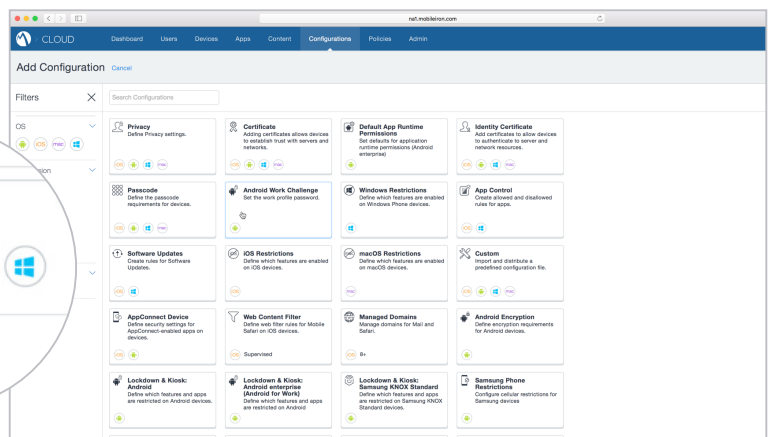 na1.mobileiron.com
CLOUD
Dashboard
Users
Devices
Apps
Content
Configurations
Policies
Admin
Add Configuration
Cancel
Filters
Search Configurations
OS
iOS
mac
Privacy
Define Privacy settings.
iOS
mac
Certificate
Adding certificates allows devices
to establish trust with servers and
networks.
iOS
mac
Default App Runtime
Permissions
Set defaults for application
runtime permissions (Android
enterprise)
Identity Certificate
Add certificates to allow devices
to authenticate to server and
network resources.
iOS
mac
Passcode
Define the passcode
requirements for devices.
iOS
mac
Android Work Challenge
Set the work profile password.
Windows Restrictions
Define which features are enabled
on Windows Phone devices.
App Control
Create allowed and disallowed
rules for apps.
iOS
Software Updates
Create rules for Software
Updates.
iOS
iOS Restrictions
Define which features are enabled
on iOS devices.
iOS
macOS Restrictions
Define which features are enabled
on macOS devices.
mac
Custom
Import and distribute a
predefined configuration file.
iOS
mac
AppConnect Device
Define security settings for
AppConnect-enabled apps on
devices.
iOS
Web Content Filter
Define web filter rules for Mobile
Safari on iOS devices.
iOS Supervised
Managed Domains
Manage domains for Mail and
Safari.
iOS 8+
Android Encryption
Define encryption requirements
for Android devices.
Lockdown & Kiosk:
Android
Define which features and apps
are restricted on Android devices.
Lockdown & Kiosk:
Android enterprise
(Android for Work)
Define which features and apps
are restricted on Android
Lockdown & Kiosk:
Samsung KNOX Standard
Define which features and apps
are restricted on Samsung KNOX
Standard devices.
Samsung Phone
Restrictions
Configure cellular restrictions for
Samsung devices